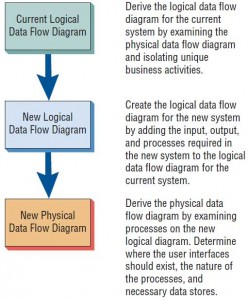 Current Logical
Data Flow Diagram
Derive the logical data flow
diagram for the current
system by examining the
physical data flow diagram
and isolating unique
business activities.
New Logical
Data Flow Diagram
Create the logical data flow
diagram for the new system
by adding the input, output,
and processes required in
the new system to the logical
data flow diagram for the
current system.
New Physical
Data Flow Diagram
Derive the physical data
flow diagram by examining
processes on the new
logical diagram. Determine
where the user interfaces
should exist, the nature of
the processes, and
necessary data stores.